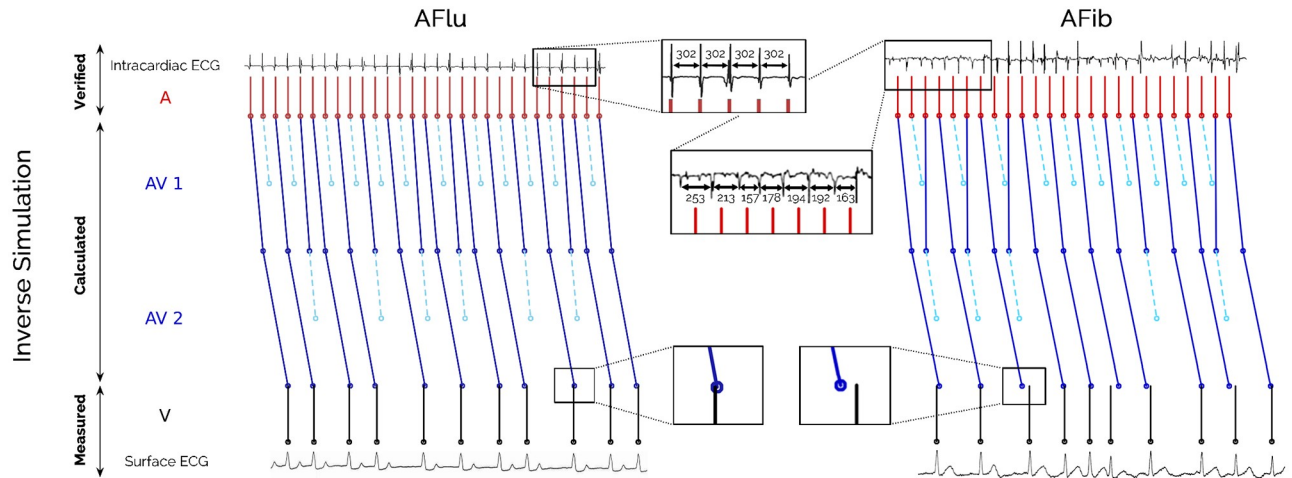 AFlu
AFib
Inverse Simulation
Verified
Intracardiac ECG
A
302 302 302 302
253 213 157 178 194 192 163
Calculated
AV 1
AV 2
Measured
V
Surface ECG